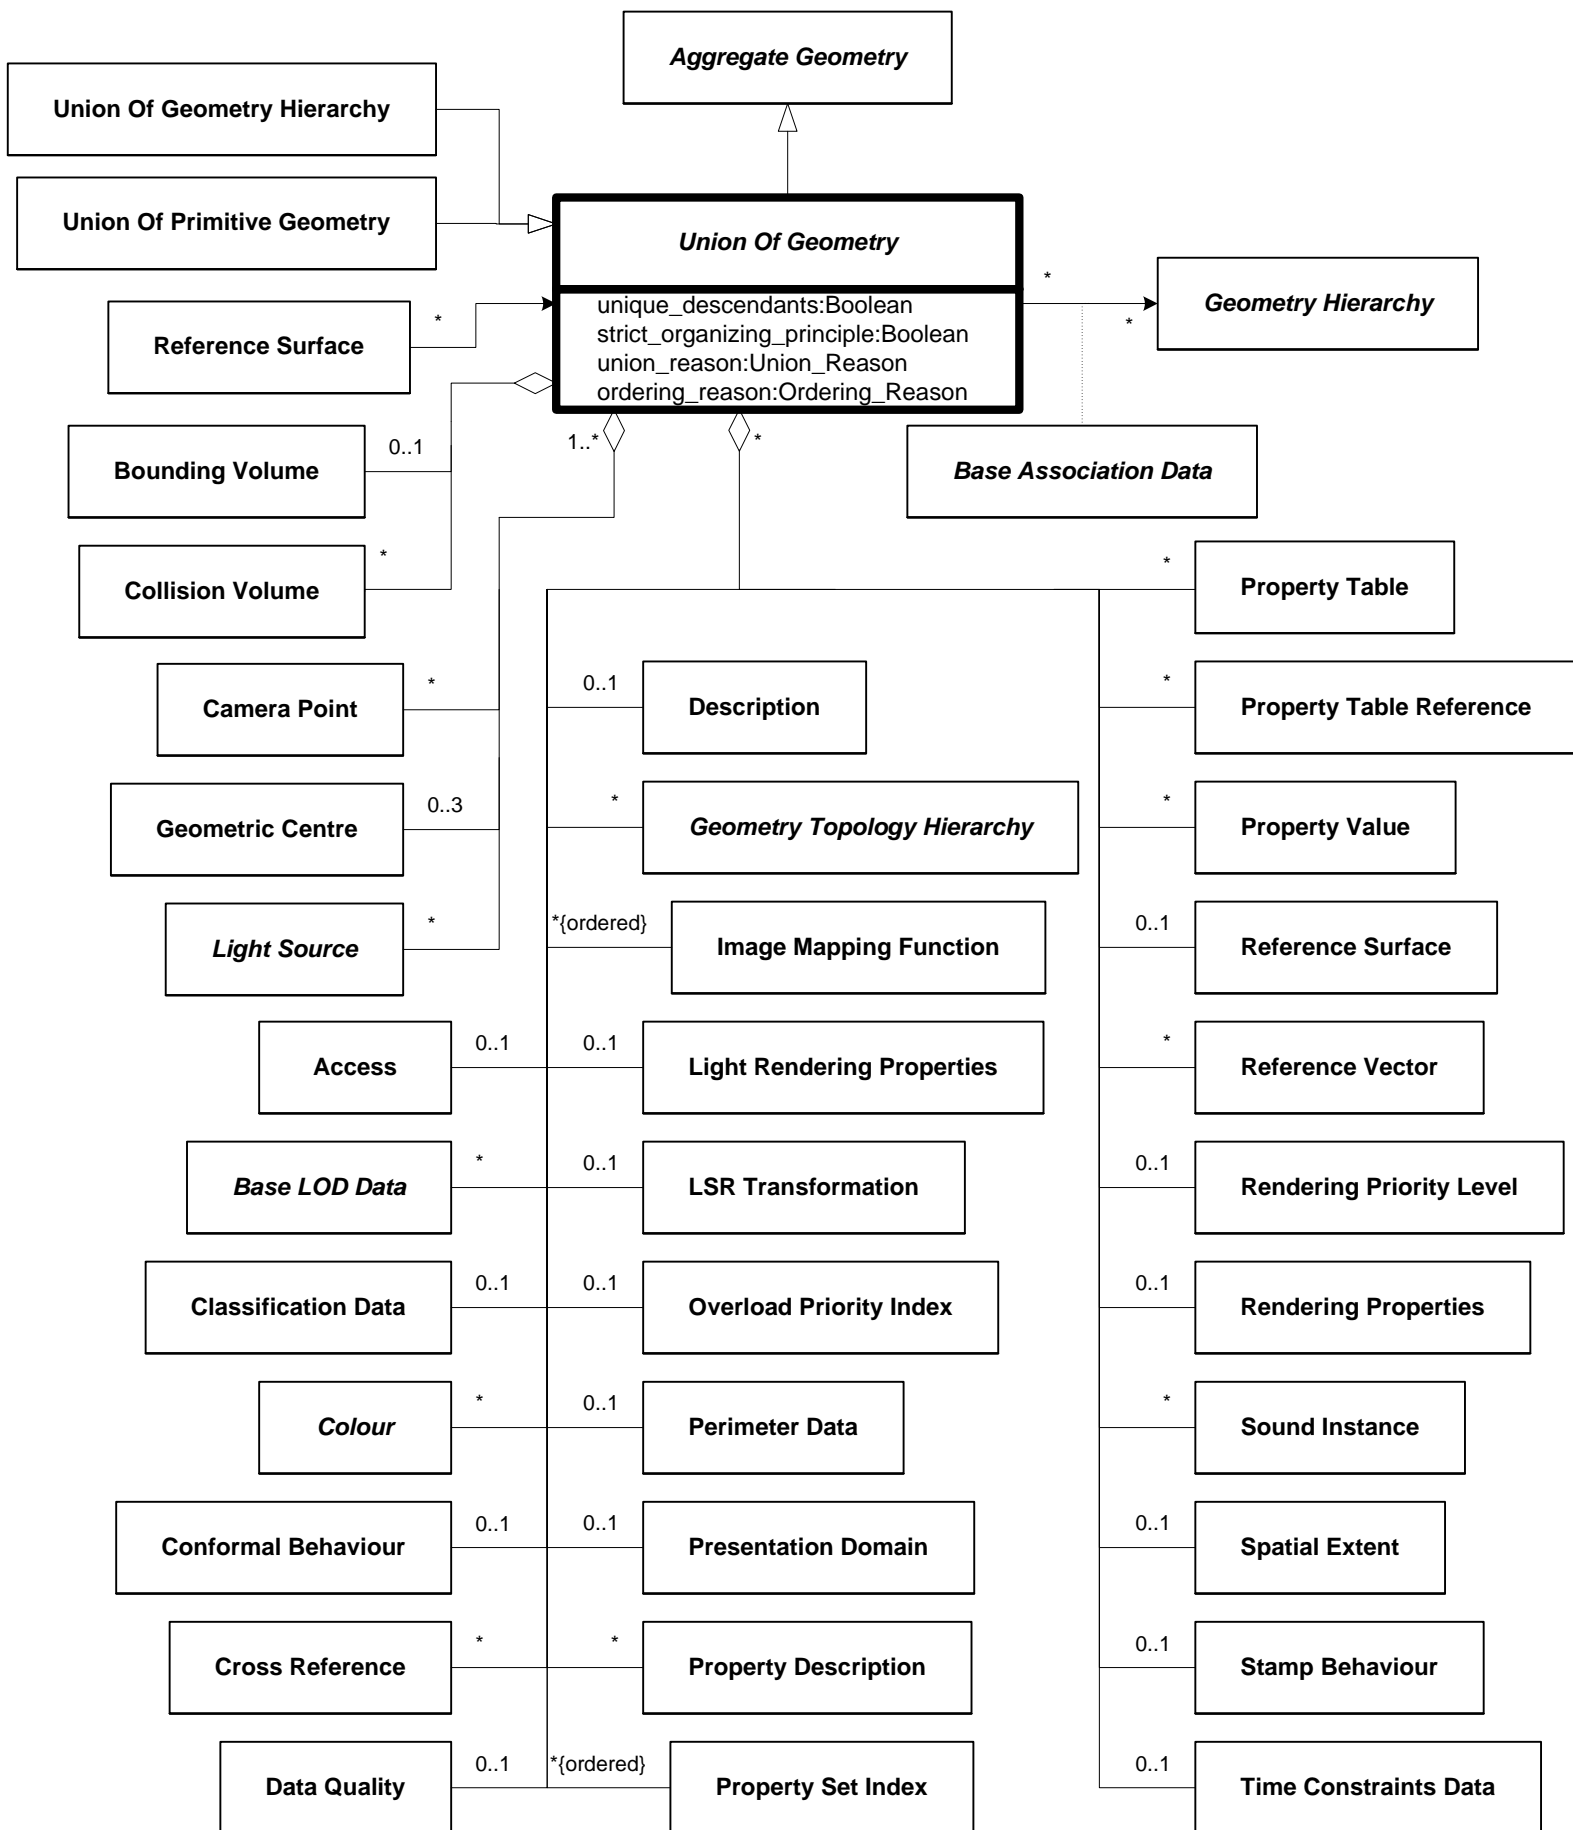 Aggregate Geometry
Union Of Geometry Hierarchy
Union Of Primitive Geometry
Union Of Geometry
unique_descendants:Boolean
strict_organizing_principle:Boolean
union_reason:Union_Reason
ordering_reason:Ordering_Reason
*
*
Geometry Hierarchy
*
Reference Surface
1..*
*
0..1
Bounding Volume
Base Association Data
*
Collision Volume
*
Property Table
*
Camera Point
0..1
Description
*
Property Table Reference
0..3
Geometric Centre
*
Geometry Topology Hierarchy
*
Property Value
*
Light Source
*{ordered}
Image Mapping Function
0..1
Reference Surface
0..1
Access
0..1
Light Rendering Properties
*
Reference Vector
*
Base LOD Data
0..1
LSR Transformation
0..1
Rendering Priority Level
0..1
Classification Data
0..1
Overload Priority Index
0..1
Rendering Properties
*
Colour
0..1
Perimeter Data
*
Sound Instance
0..1
Conformal Behaviour
0..1
Presentation Domain
0..1
Spatial Extent
*
Cross Reference
*
Property Description
0..1
Stamp Behaviour
0..1
Data Quality
*{ordered}
Property Set Index
0..1
Time Constraints Data